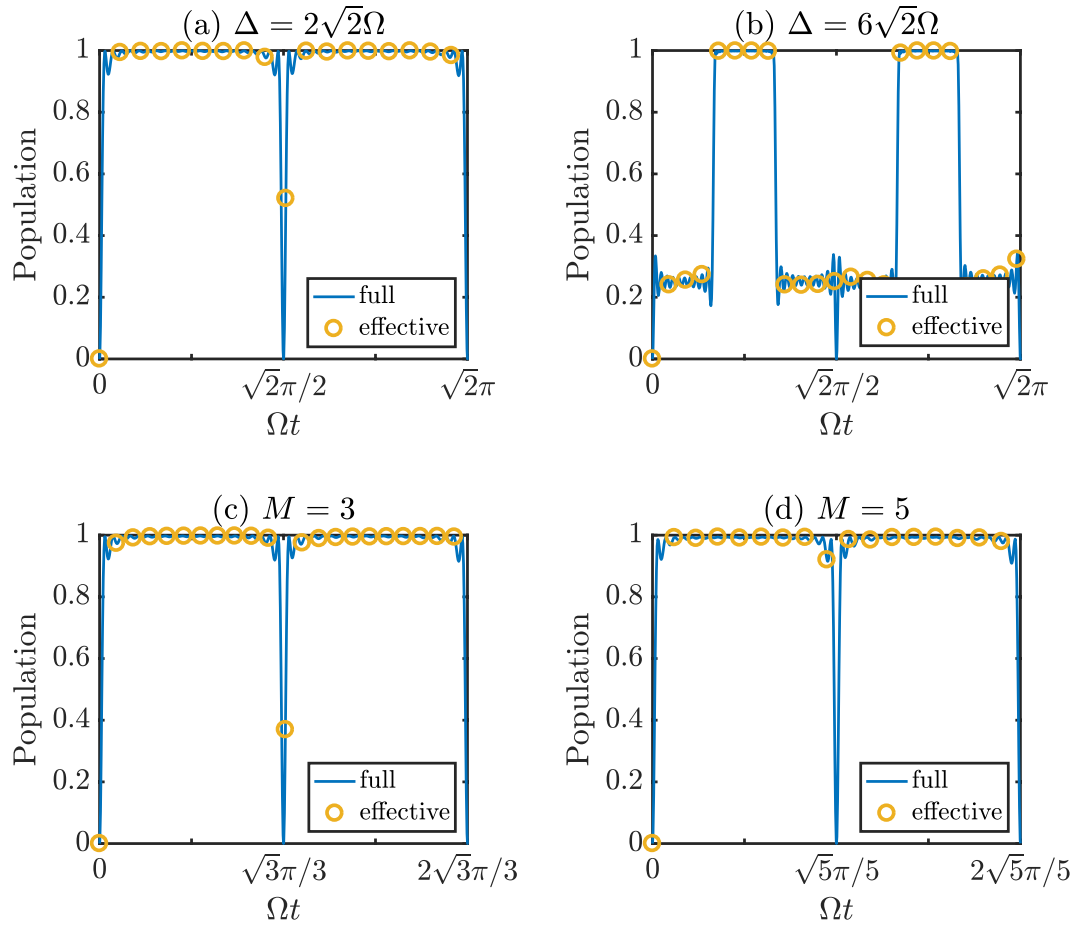 (a) Δ = 2√2Ω
Population
1
0.8
0.6
0.4
0.2
0
full
effective
0
√2π/2
√2π
Ωt
(b) Δ = 6√2Ω
Population
1
0.8
0.6
0.4
0.2
0
full
effective
0
√2π/2
√2π
Ωt
(c) M = 3
Population
1
0.8
0.6
0.4
0.2
0
full
effective
0
√3π/3
2√3π/3
Ωt
(d) M = 5
Population
1
0.8
0.6
0.4
0.2
0
full
effective
0
√5π/5
2√5π/5
Ωt